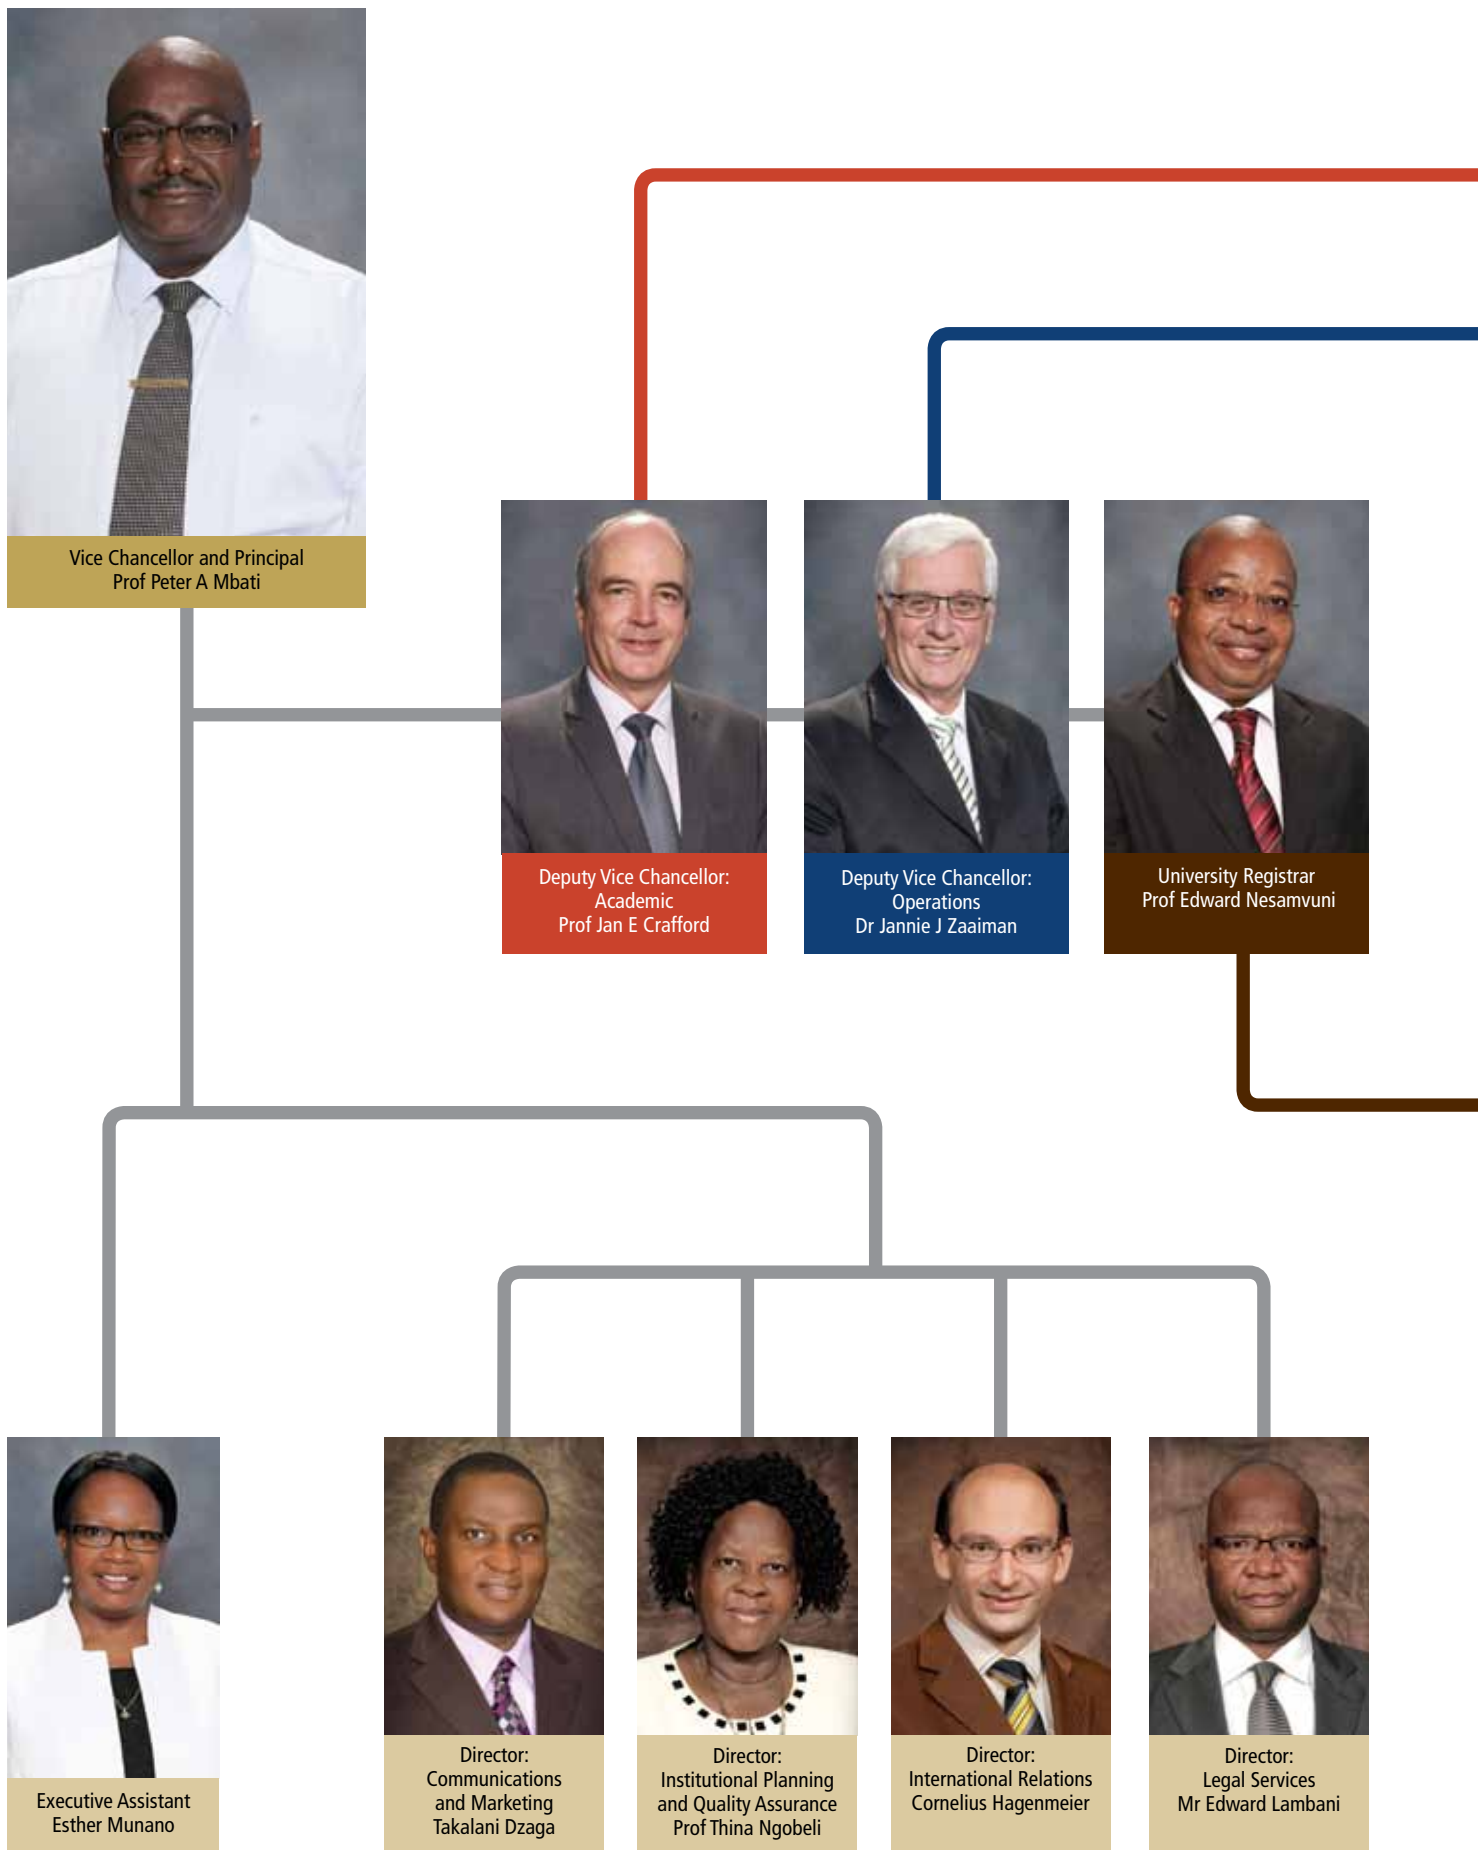 Vice Chancellor and Principal
Prof Peter A Mbati
Deputy Vice Chancellor:
Academic
Prof Jan E Crafford
Deputy Vice Chancellor:
Operations
Dr Jannie J Zaaiman
University Registrar
Prof Edward Nesamvuni
Executive Assistant
Esther Munano
Director:
Communications
and Marketing
Takalani Dzaga
Director:
Institutional Planning
and Quality Assurance
Prof Thina Ngobeli
Director:
International Relations
Cornelius Hagenmeier
Director:
Legal Services
Mr Edward Lambani